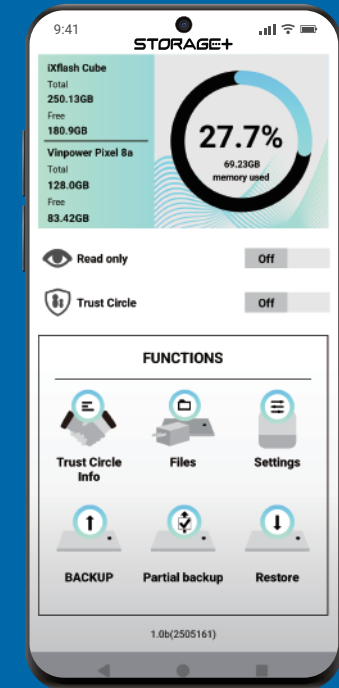 9:41
STORAGE+
iXflash Cube
Total
250.13GB
Free
180.9GB
Vinpower Pixel 8a
Total
128.0GB
Free
83.42GB
27.7%
69.23GB
memory used
Read only
Off
Trust Circle
Off
FUNCTIONS
Trust Circle
Info
Files
Settings
BACKUP
Partial backup
Restore
1.0b(2505161)